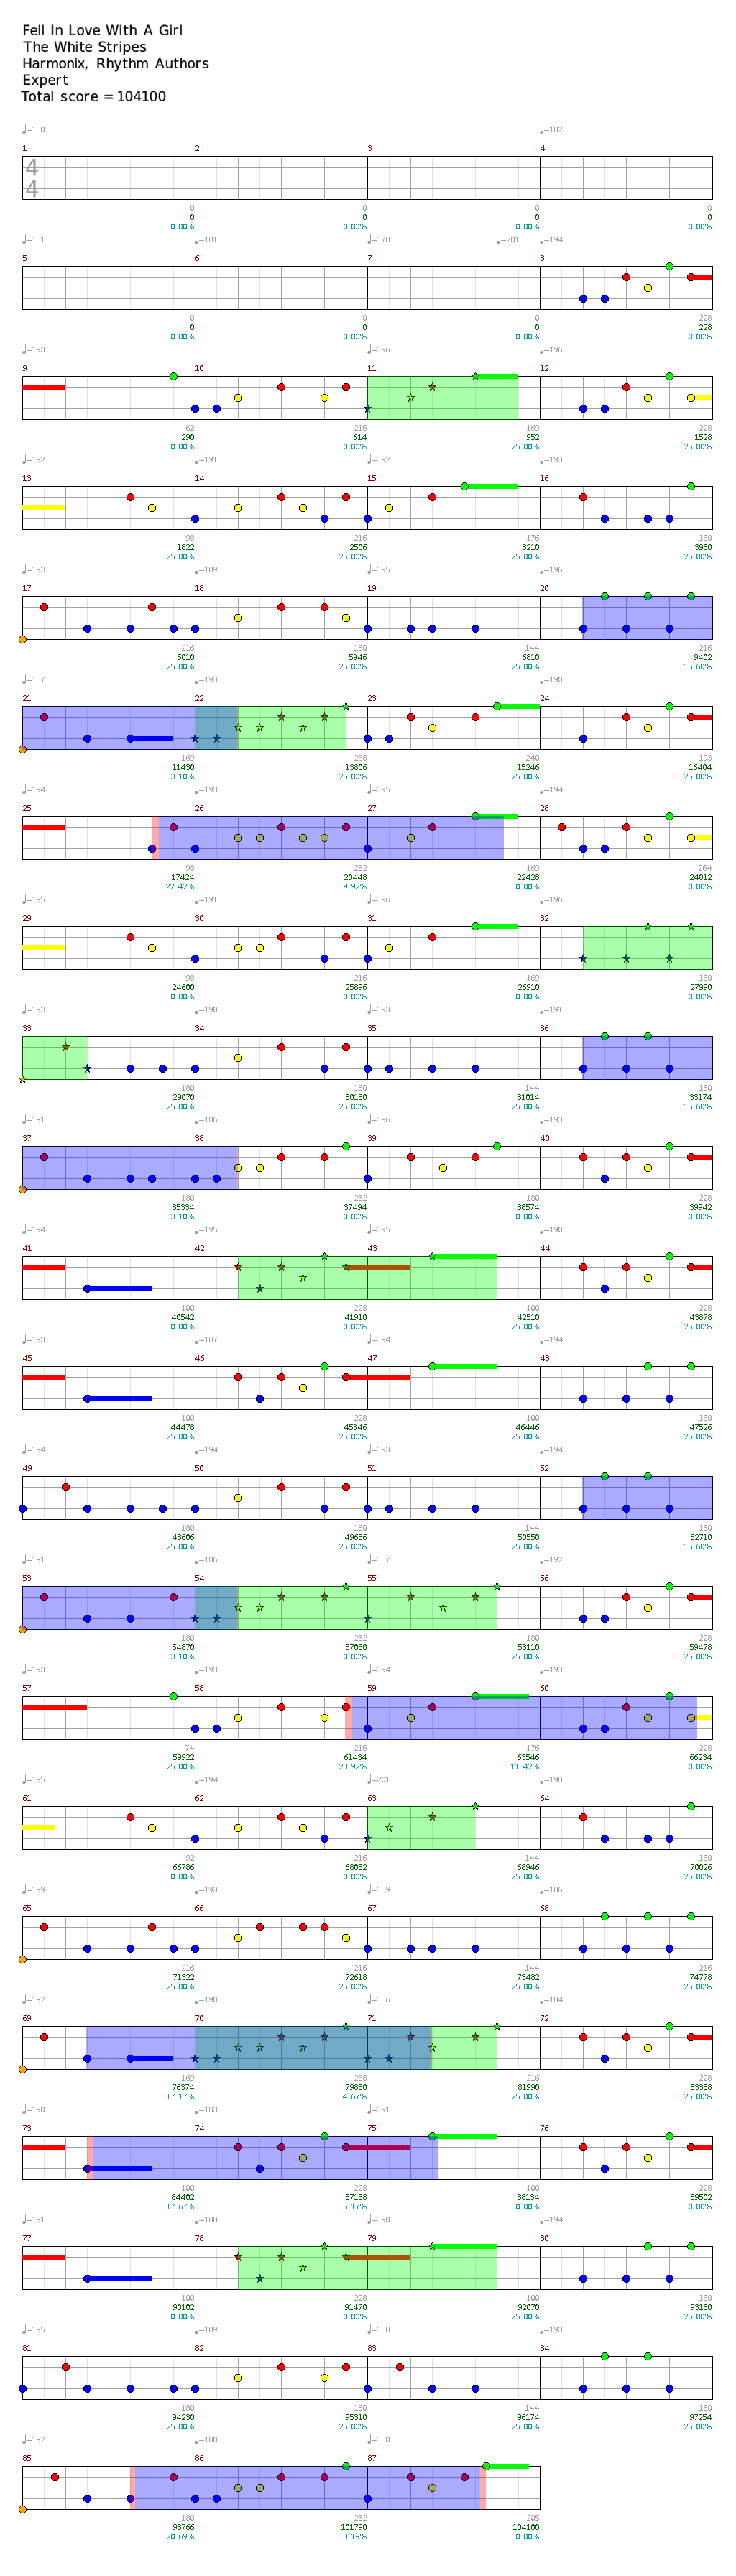 Fell In Love With A Girl
The White Stripes
Harmonix, Rhythm Authors
Expert
Total score = 104100
♩=180 ♩=182
1 2 3 4
4
4
0 0 0 0
0 0 0 0
0.00% 0.00% 0.00% 0.00%
♩=181 ♩=181 ♩=178 ♩=201 ♩=194
5 6 7 8
0 0 0 228
0 0 0 228
0.00% 0.00% 0.00% 0.00%
♩=193 ♩=196 ♩=196
9 10 11 12
62 216 169 228
290 614 952 1528
0.00% 0.00% 25.00% 25.00%
♩=192 ♩=191 ♩=192 ♩=193
13 14 15 16
98 216 176 180
1822 2506 3210 3930
25.00% 25.00% 25.00% 25.00%
♩=193 ♩=189 ♩=195 ♩=196
17 18 19 20
216 180 144 216
5010 5946 6810 9402
25.00% 25.00% 25.00% 15.60%
♩=187 ♩=193 ♩=190
21 22 23 24
169 288 240 193
11430 13806 15246 16404
3.10% 25.00% 25.00% 25.00%
♩=194 ♩=193 ♩=194
25 26 27 28
98 252 169 264
17424 20448 22428 24012
22.42% 9.92% 0.00% 0.00%
♩=195 ♩=191 ♩=196
29 30 31 32
98 216 169 180
24600 25896 26910 27990
0.00% 0.00% 0.00% 0.00%
♩=193 ♩=190 ♩=193 ♩=191
33 34 35 36
180 180 144 180
29070 30150 31014 33174
25.00% 25.00% 25.00% 15.60%
♩=191 ♩=186 ♩=196 ♩=193
37 38 39 40
180 252 180 228
35334 37494 38574 39942
3.10% 0.00% 0.00% 0.00%
♩=194 ♩=195 ♩=195 ♩=190
41 42 43 44
100 228 100 228
40542 41910 42510 43878
0.00% 0.00% 25.00% 25.00%
♩=193 ♩=187 ♩=194 ♩=194
45 46 47 48
100 228 100 180
44478 45846 46446 47526
25.00% 25.00% 25.00% 25.00%
♩=194 ♩=194 ♩=193
49 50 51 52
180 180 144 180
48606 49686 50550 52710
25.00% 25.00% 25.00% 15.60%
♩=191 ♩=186 ♩=187 ♩=192
53 54 55 56
180 252 180 228
54870 57030 58110 59478
3.10% 0.00% 25.00% 25.00%
♩=193 ♩=194 ♩=193
57 58 59 60
74 216 176 228
59922 61434 63546 66234
25.00% 23.92% 11.42% 0.00%
♩=195 ♩=194 ♩=201 ♩=198
61 62 63 64
92 216 144 180
66786 68082 68946 70026
0.00% 0.00% 25.00% 25.00%
♩=199 ♩=193 ♩=189 ♩=186
65 66 67 68
216 216 144 216
71322 72618 73482 74778
25.00% 25.00% 25.00% 25.00%
♩=192 ♩=190 ♩=186 ♩=184
69 70 71 72
169 288 216 228
76374 79830 81990 83358
17.17% 4.67% 25.00% 25.00%
♩=190 ♩=183 ♩=191
73 74 75 76
100 228 100 228
84402 87138 88134 89502
17.67% 5.17% 0.00% 0.00%
♩=191 ♩=188 ♩=190 ♩=194
77 78 79 80
100 228 100 180
90102 91470 92070 93150
0.00% 0.00% 25.00% 25.00%
♩=195 ♩=189 ♩=188 ♩=193
81 82 83 84
180 180 144 180
94230 95310 96174 97254
25.00% 25.00% 25.00% 25.00%
♩=192 ♩=180 ♩=180
85 86 87
180 252 205
98766 101790 104100
20.69% 8.19% 0.00%